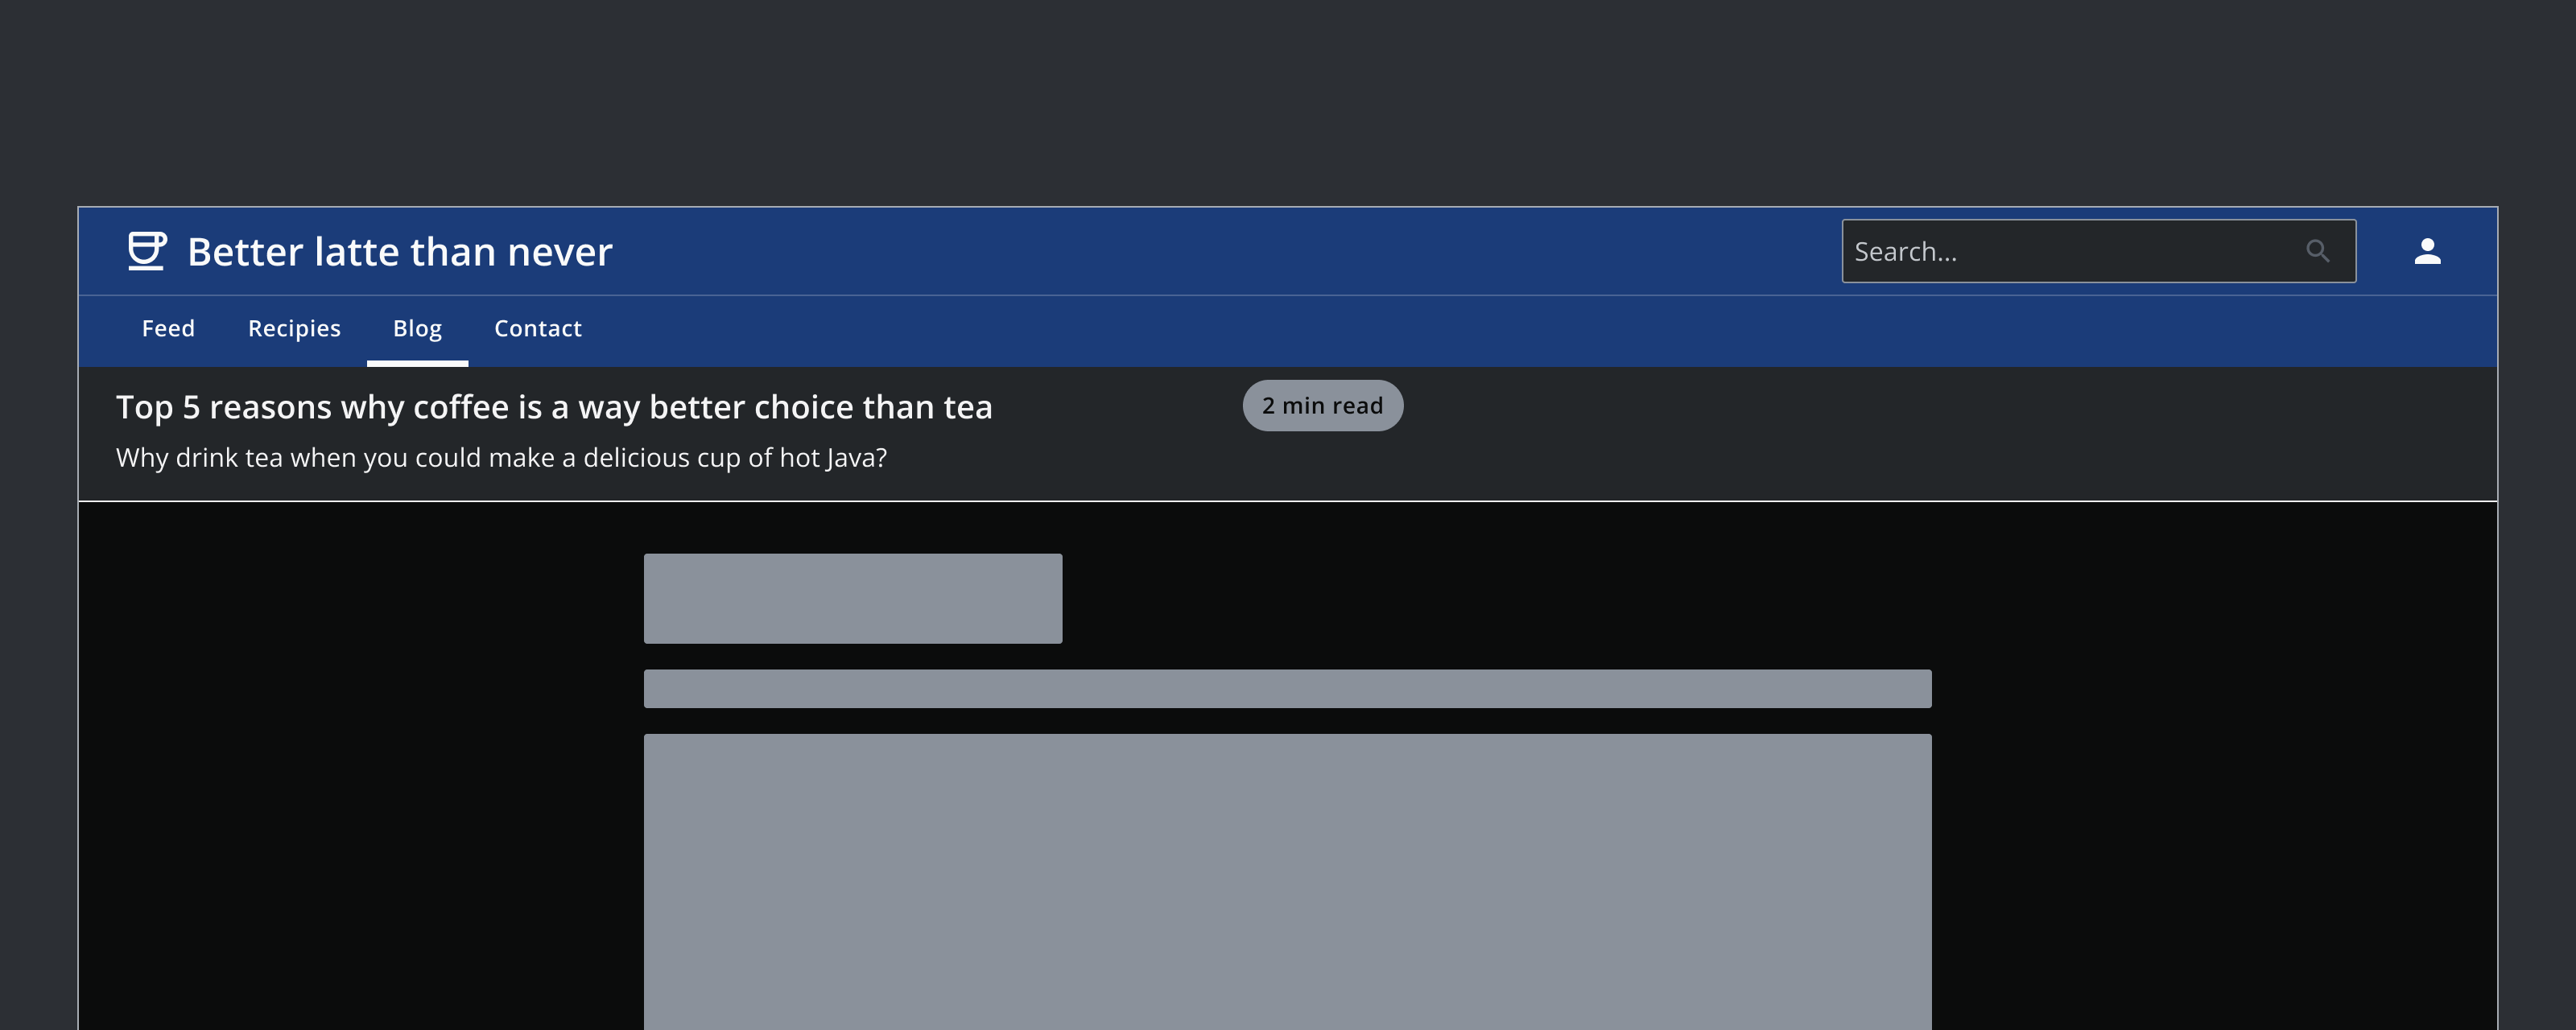 Better latte than never
Search...
Feed Recipies Blog Contact
Top 5 reasons why coffee is a way better choice than tea
2 min read
Why drink tea when you could make a delicious cup of hot Java?